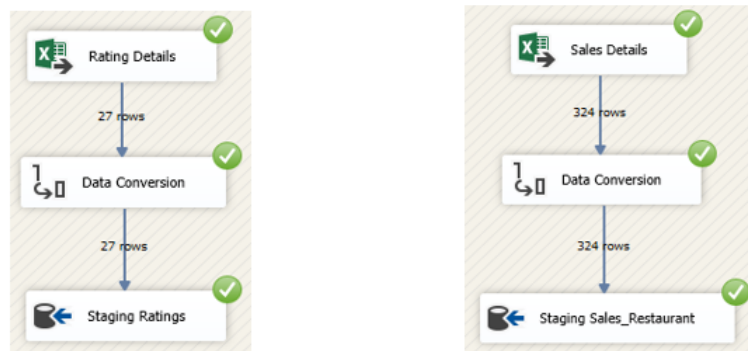 Rating Details
27 rows
Data Conversion
27 rows
Staging Ratings
Sales Details
324 rows
Data Conversion
324 rows
Staging Sales_Restaurant